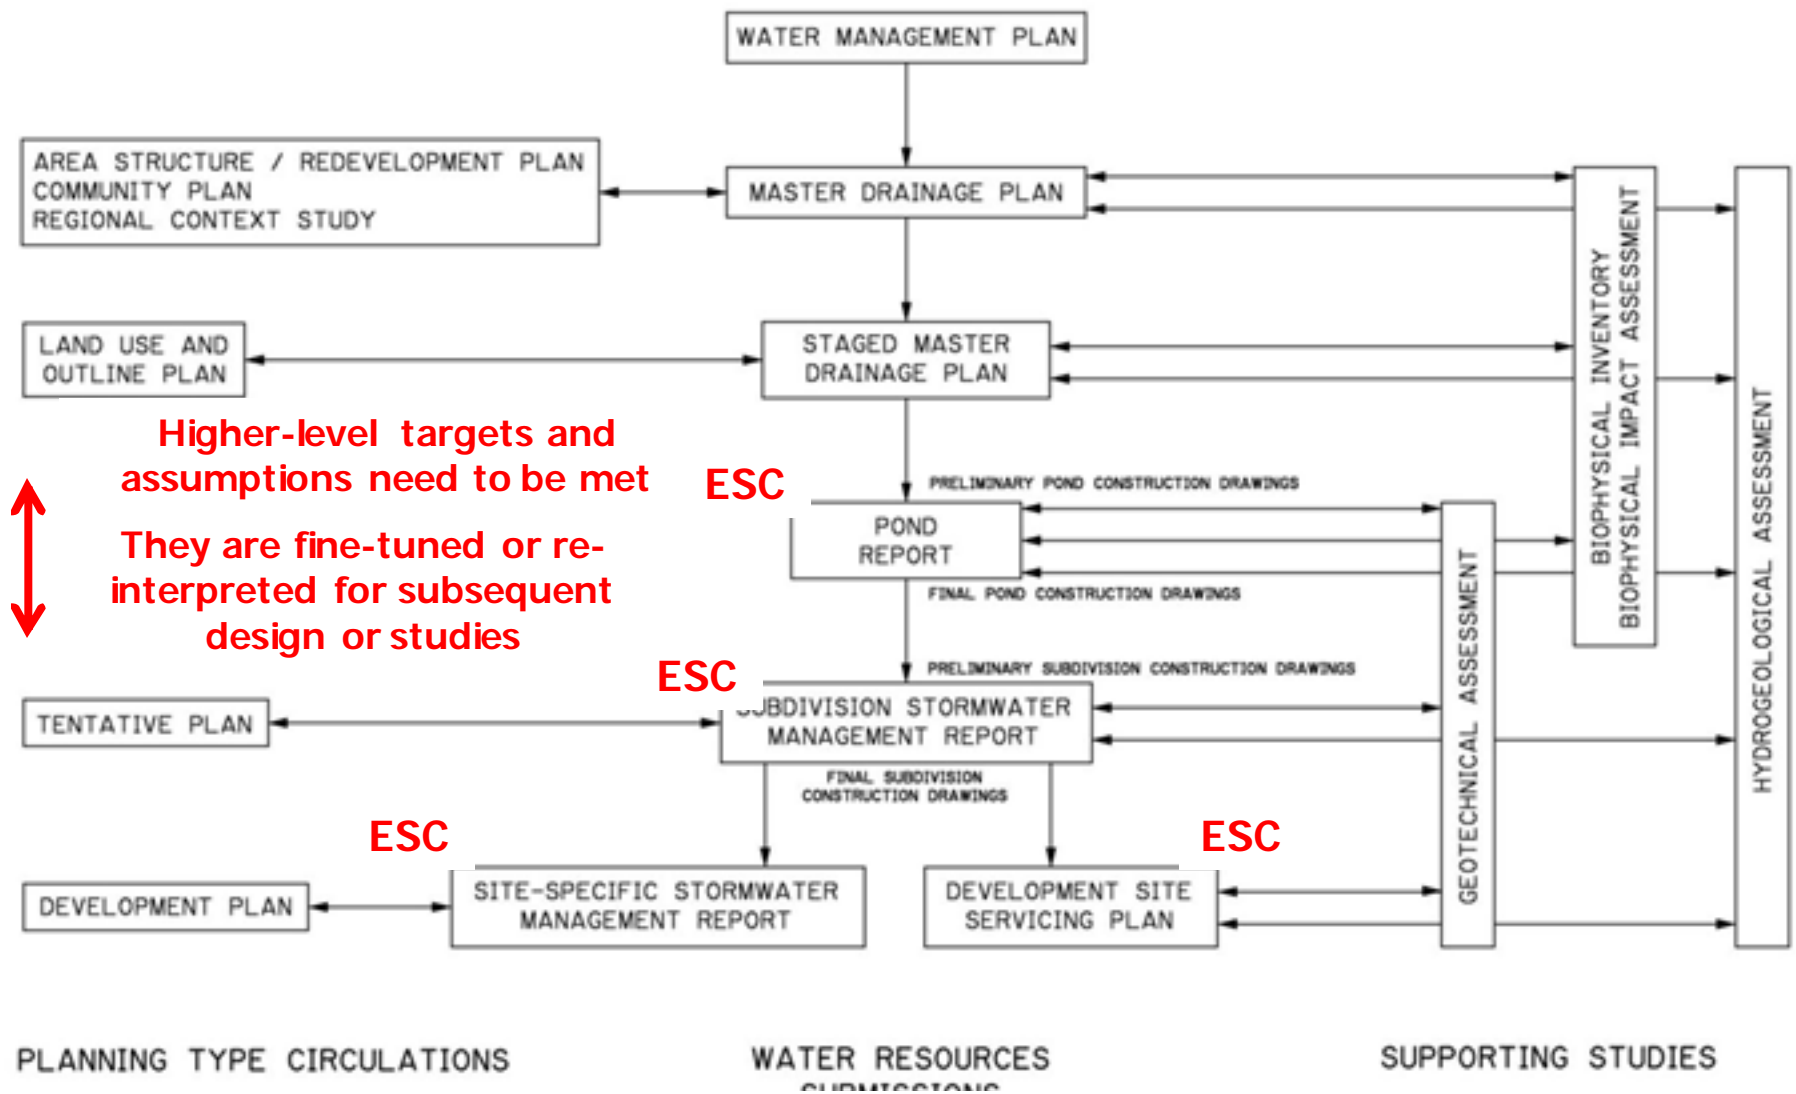 WATER MANAGEMENT PLAN
AREA STRUCTURE / REDEVELOPMENT PLAN
COMMUNITY PLAN
REGIONAL CONTEXT STUDY
MASTER DRAINAGE PLAN
LAND USE AND
OUTLINE PLAN
STAGED MASTER
DRAINAGE PLAN
Higher-level targets and
assumptions need to be met
They are fine-tuned or re-
interpreted for subsequent
design or studies
ESC
PRELIMINARY POND CONSTRUCTION DRAWINGS
POND
REPORT
FINAL POND CONSTRUCTION DRAWINGS
ESC
PRELIMINARY SUBDIVISION CONSTRUCTION DRAWINGS
TENTATIVE PLAN
SUBDIVISION STORMWATER
MANAGEMENT REPORT
FINAL SUBDIVISION
CONSTRUCTION DRAWINGS
ESC
ESC
DEVELOPMENT PLAN
SITE-SPECIFIC STORMWATER
MANAGEMENT REPORT
DEVELOPMENT SITE
SERVICING PLAN
GEOTECHNICAL ASSESSMENT
BIOPHYSICAL INVENTORY
BIOPHYSICAL IMPACT ASSESSMENT
HYDROGEOLOGICAL ASSESSMENT
PLANNING TYPE CIRCULATIONS
WATER RESOURCES
SUBMISSIONS
SUPPORTING STUDIES